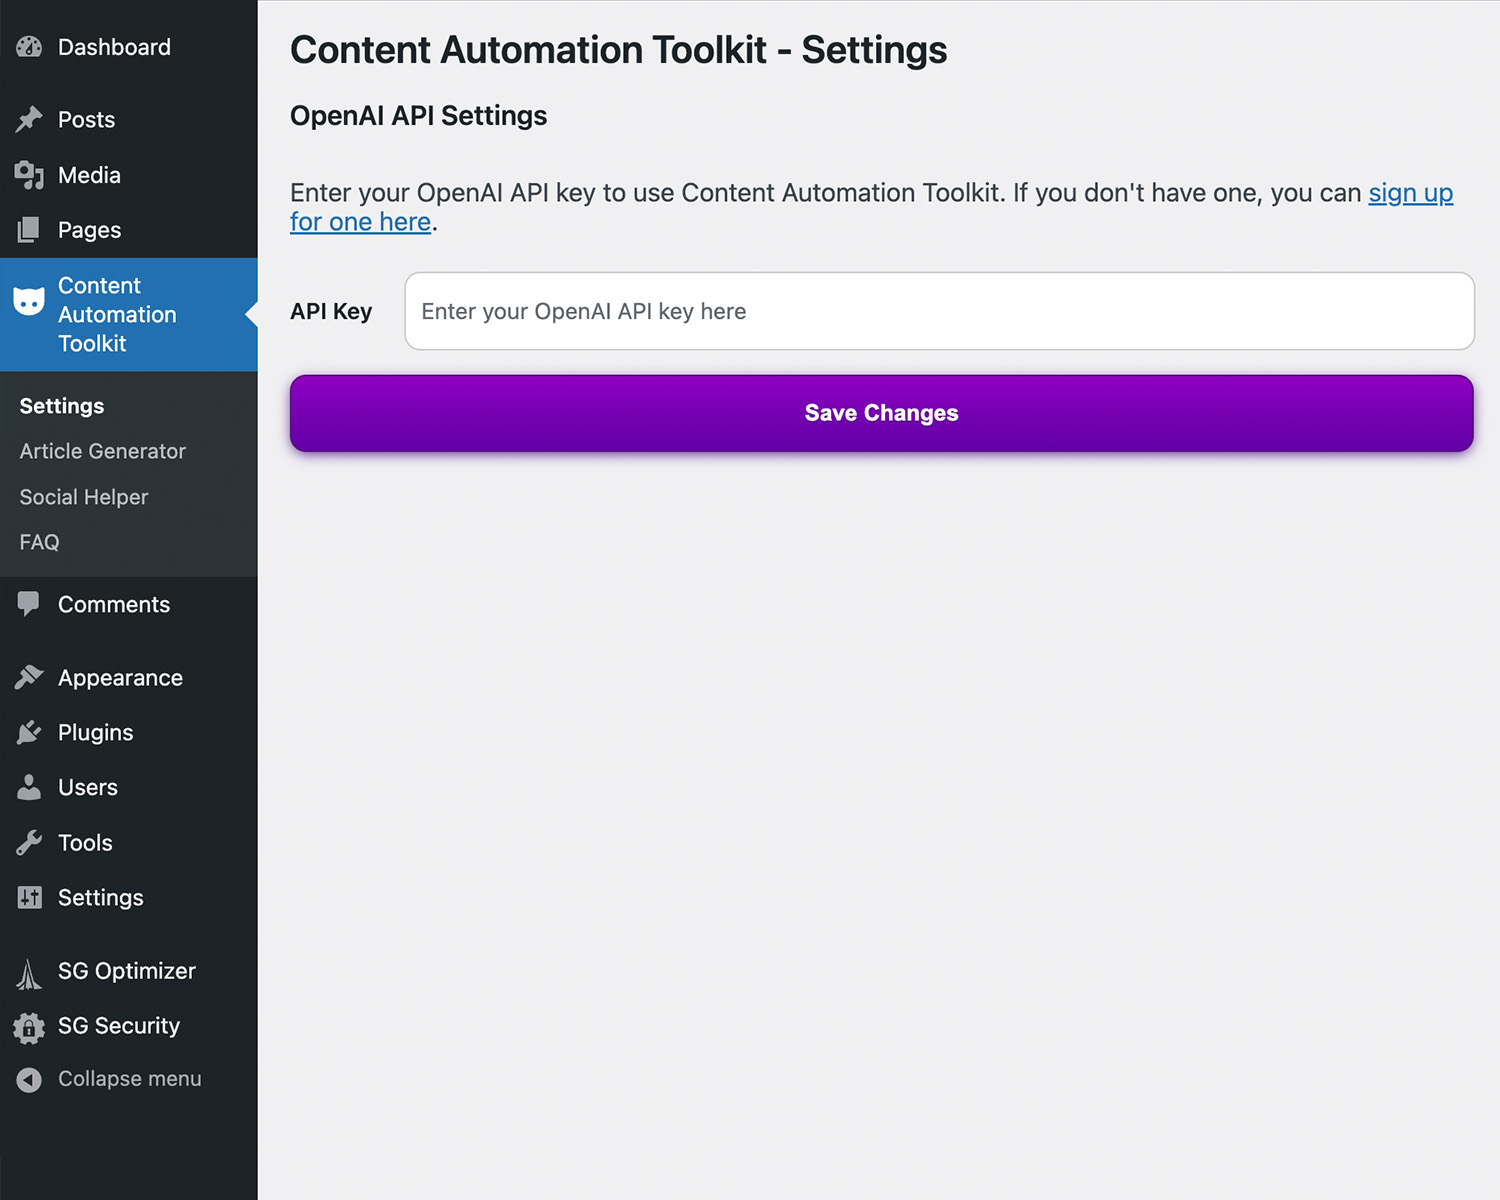 Dashboard
Posts
Media
Pages
Content
Automation
Toolkit
Settings
Article Generator
Social Helper
FAQ
Comments
Appearance
Plugins
Users
Tools
Settings
SG Optimizer
SG Security
Collapse menu
Content Automation Toolkit - Settings
OpenAI API Settings
Enter your OpenAI API key to use Content Automation Toolkit. If you don't have one, you can sign up
for one here.
API Key
Enter your OpenAI API key here
Save Changes